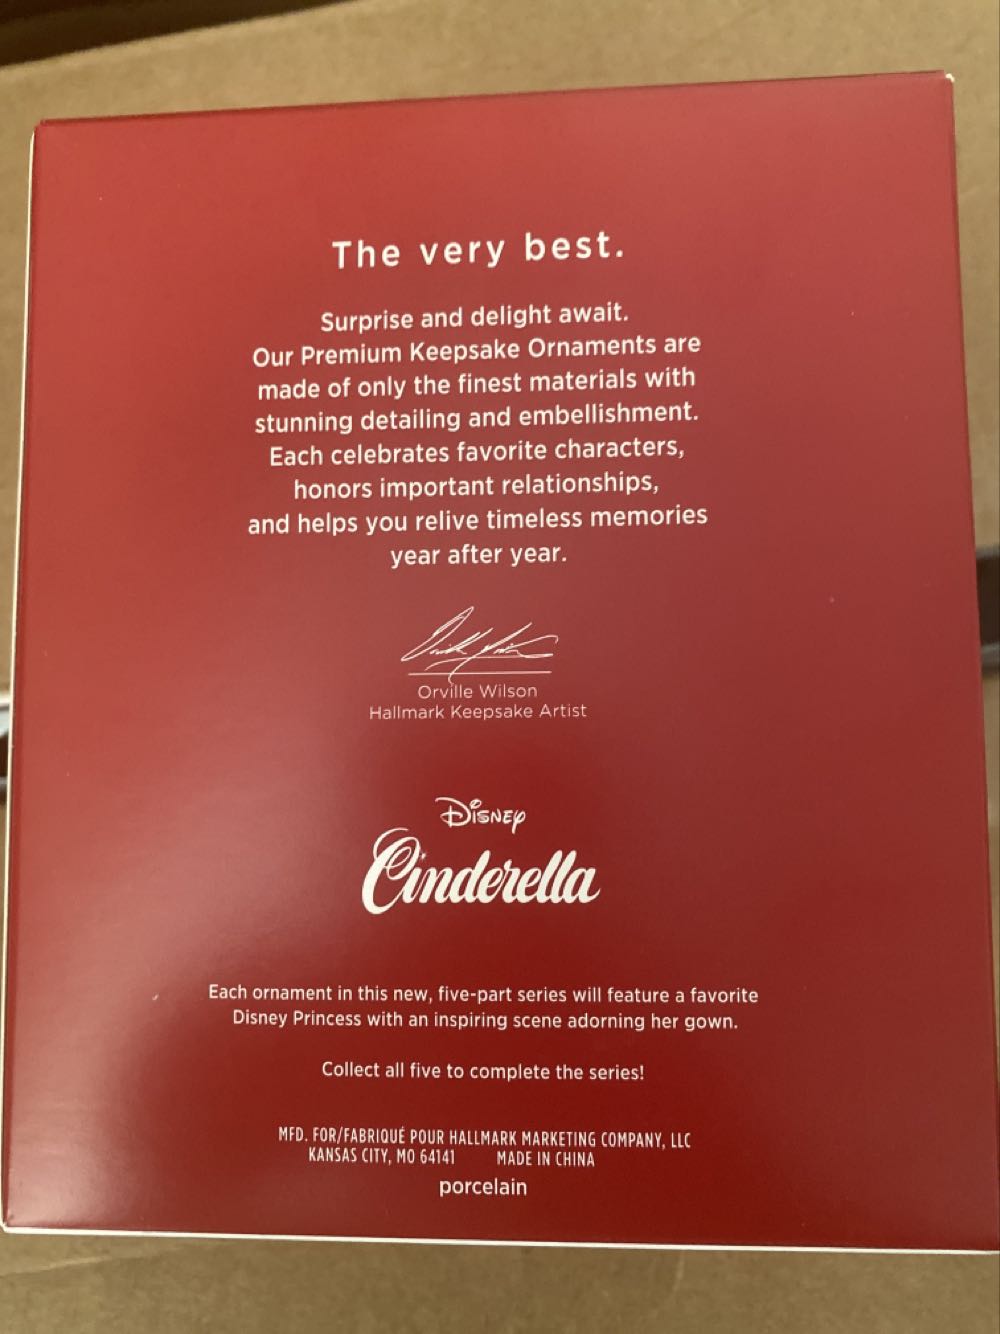 The very best.
Surprise and delight await.
Our Premium Keepsake Ornaments are
made of only the finest materials with
stunning detailing and embellishment.
Each celebrates favorite characters,
honors important relationships,
and helps you relive timeless memories
year after year.
Orville Wilson
Orville Wilson
Hallmark Keepsake Artist
Disney
Cinderella
Each ornament in this new, five-part series will feature a favorite
Disney Princess with an inspiring scene adorning her gown.
Collect all five to complete the series!
MFD. FOR/FABRIQUÉ POUR HALLMARK MARKETING COMPANY, LLC
KANSAS CITY, MO 64141 MADE IN CHINA
porcelain